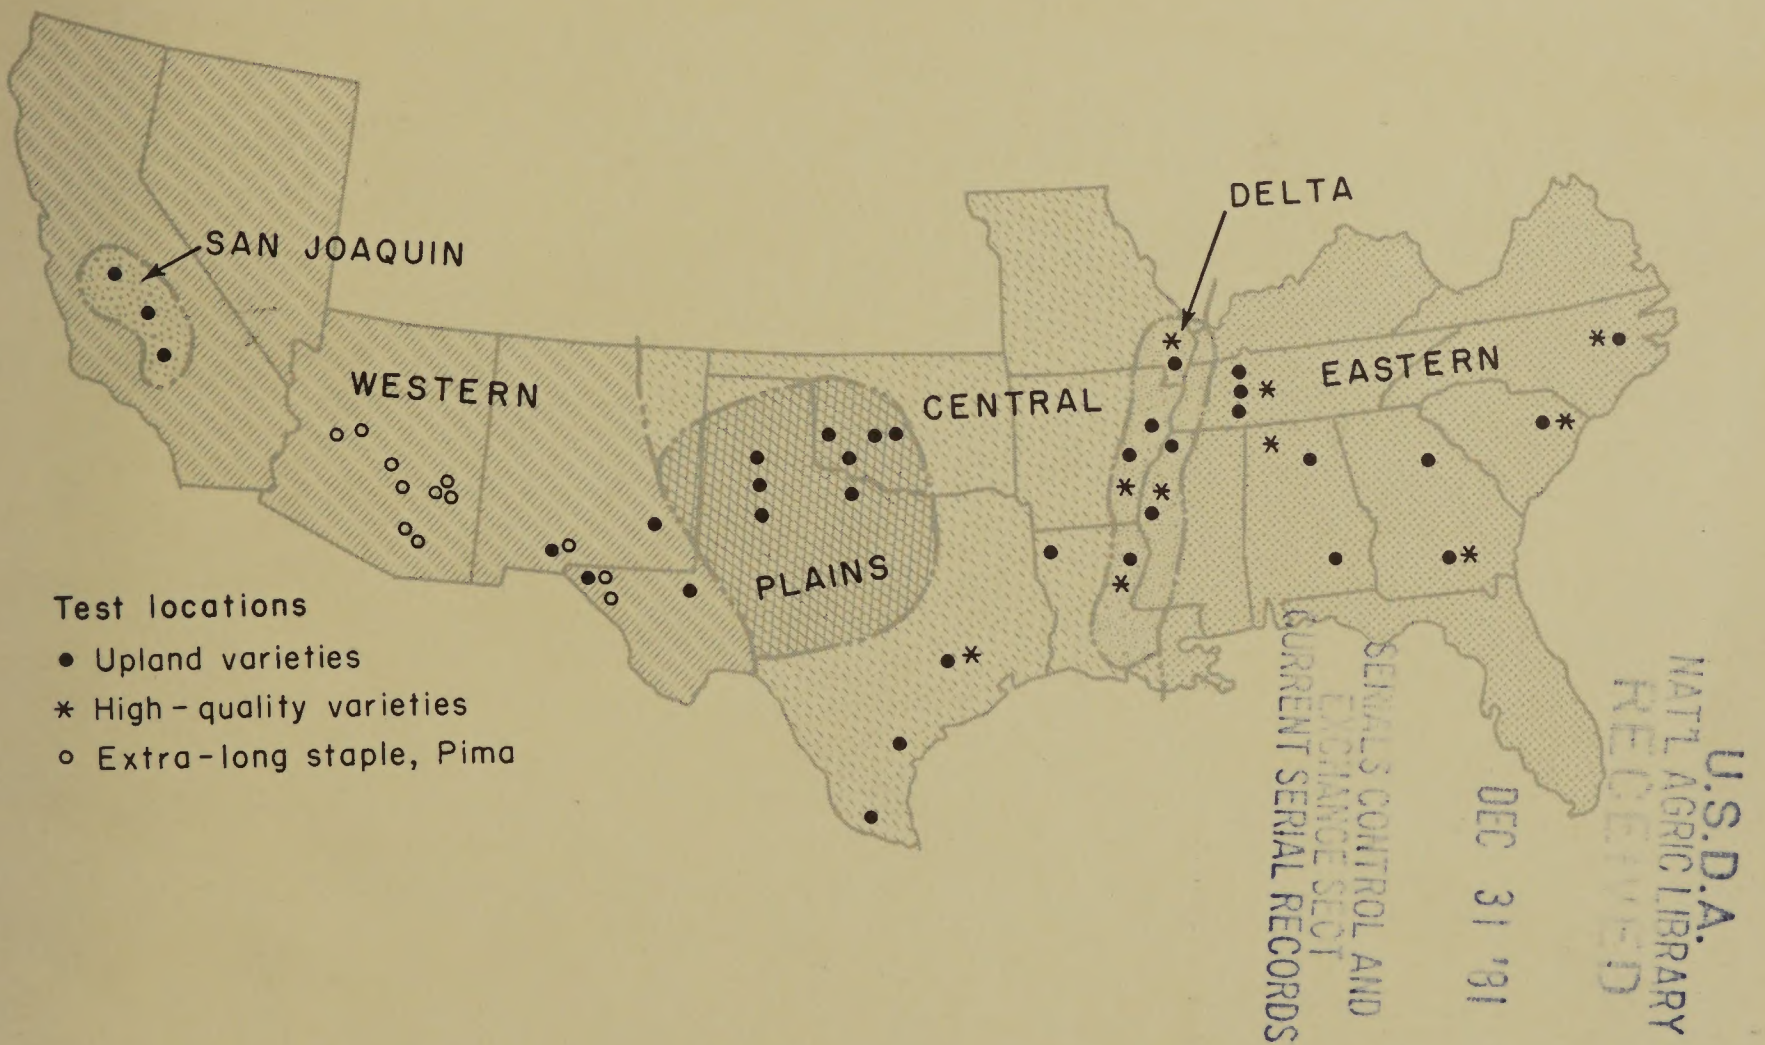 DELTA
SAN JOAQUIN
WESTERN
CENTRAL
EASTERN
PLAINS
Test locations
● Upland varieties
* High-quality varieties
○ Extra-long staple, Pima
U.S.D.A.
NAT'L AGRIC LIBRARY
RECEIVED
DEC 31 '81
SERIALS CONTROL AND
EXCHANGE SECT
CURRENT SERIAL RECORDS